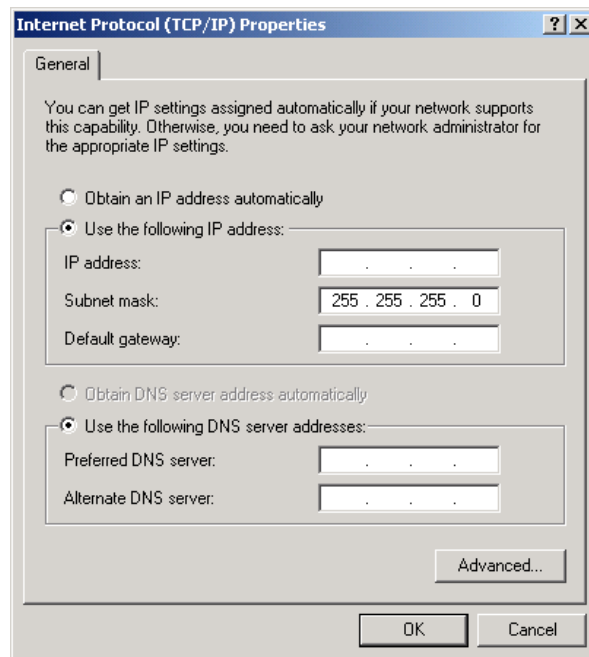 Internet Protocol (TCP/IP) Properties
General
You can get IP settings assigned automatically if your network supports
this capability. Otherwise, you need to ask your network administrator for
the appropriate IP settings.
Obtain an IP address automatically
Use the following IP address:
IP address: . . .
Subnet mask: 255 . 255 . 255 . 0
Default gateway: . . .
Obtain DNS server address automatically
Use the following DNS server addresses:
Preferred DNS server: . . .
Alternate DNS server: . . .
Advanced...
OK Cancel